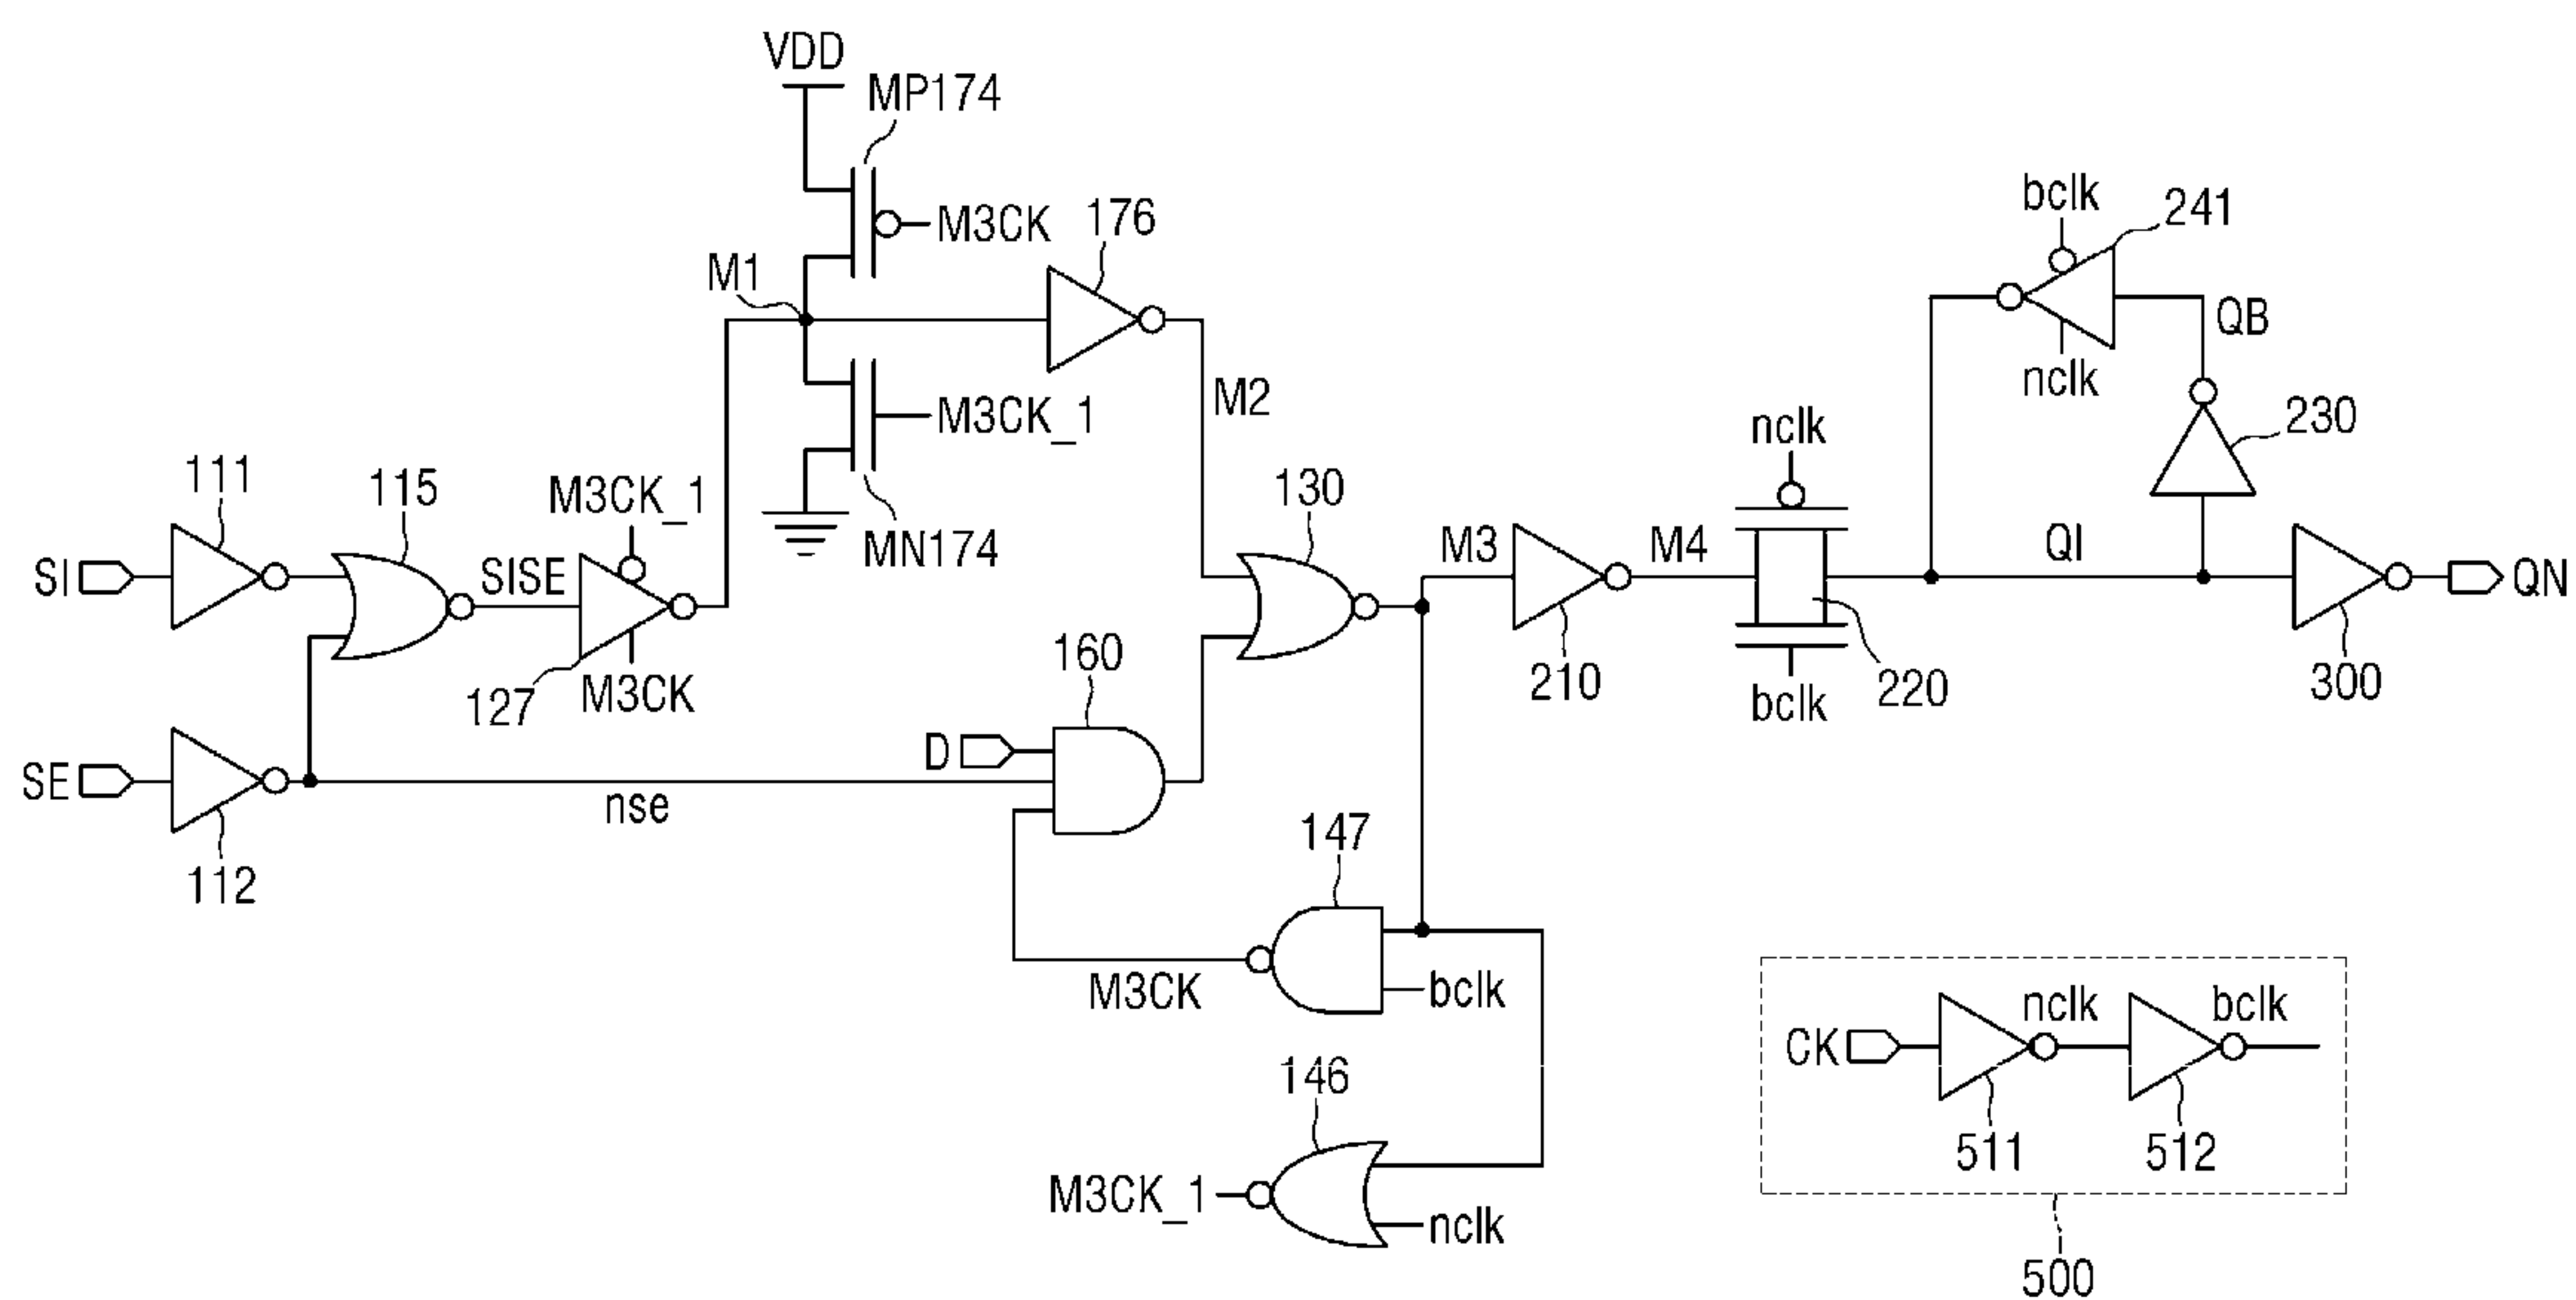 VDD
MP174
M3CK
176
M1
M3CK_1
MN174
M2
bclk
241
QB
nclk
230
111
115
SI
SISE
M3CK_1
127
M3CK
130
M3
M4
nclk
220
bclk
210
QI
300
QN
SE
112
nse
D
160
147
M3CK
bclk
146
M3CK_1
nclk
CK
nclk
bclk
511
512
500